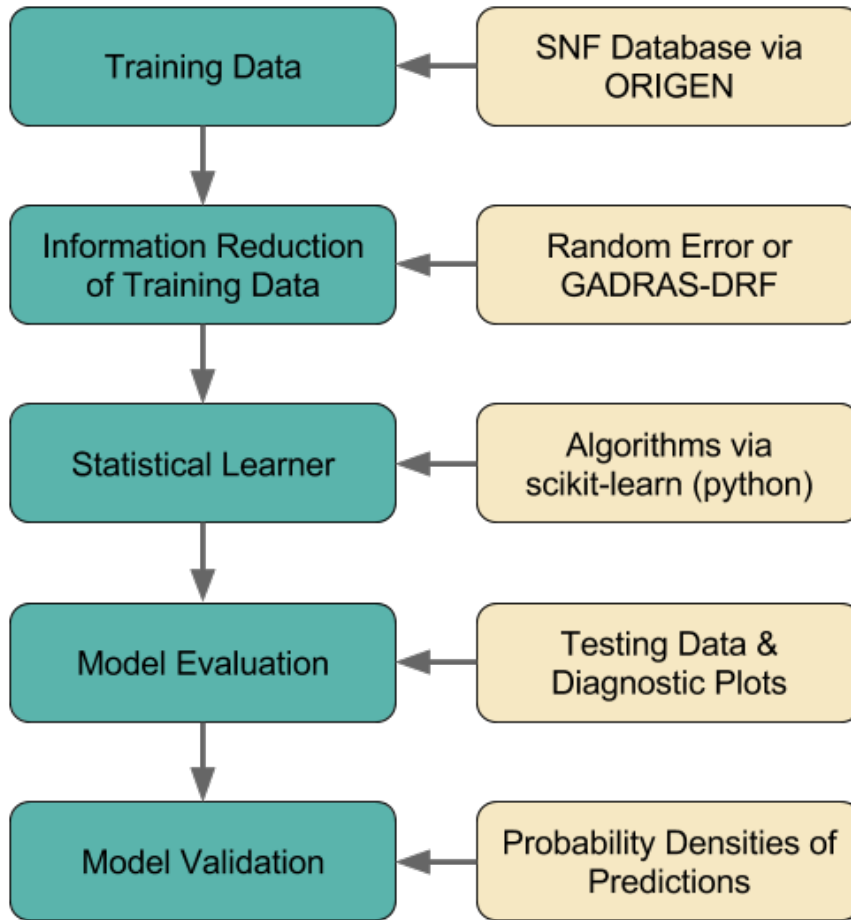 Training Data
SNF Database via
ORIGEN
Information Reduction
of Training Data
Random Error or
GADRAS-DRF
Statistical Learner
Algorithms via
scikit-learn (python)
Model Evaluation
Testing Data &
Diagnostic Plots
Model Validation
Probability Densities of
Predictions